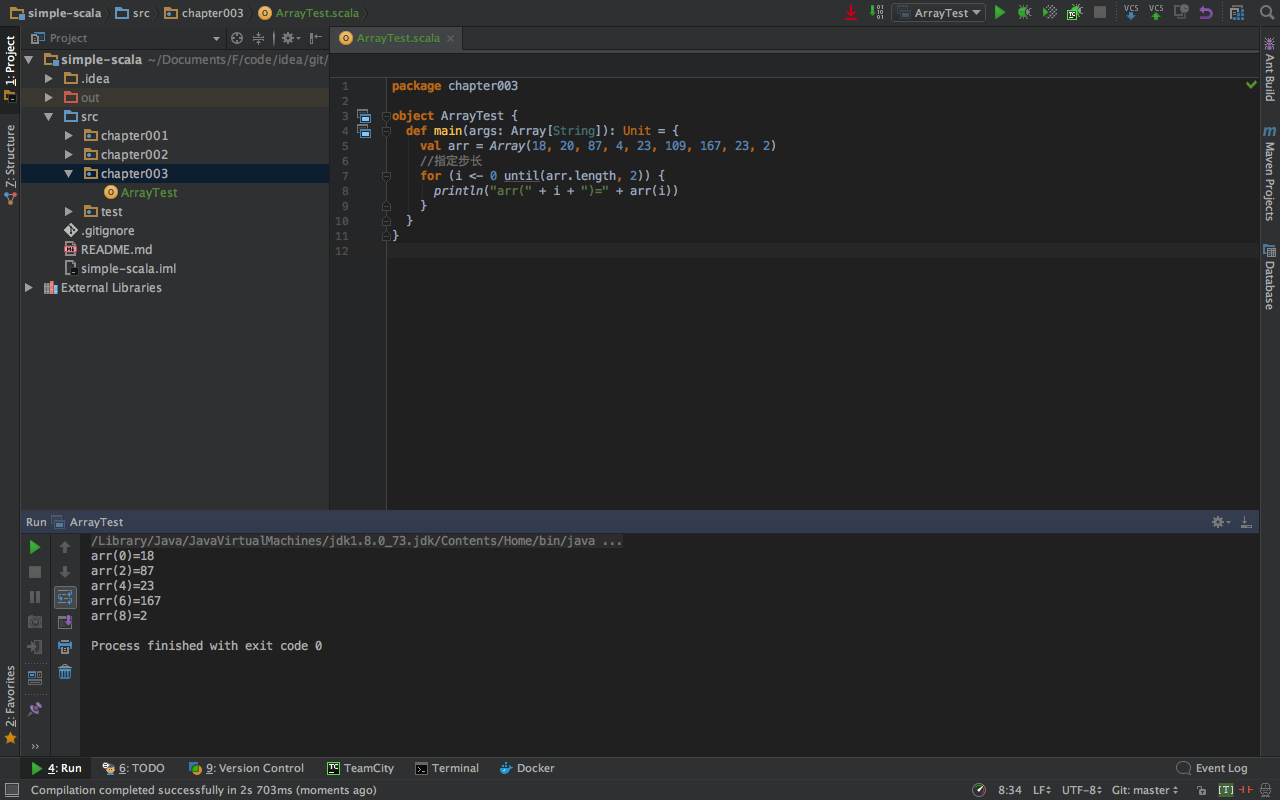 simple-scala src chapter003 ArrayTest.scala
ArrayTest
VCS VCS
1: Project
Z: Structure
2: Favorites
Project
simple-scala ~/Documents/F/code/idea/git/
.idea
out
src
chapter001
chapter002
chapter003
ArrayTest
test
.gitignore
README.md
simple-scala.iml
External Libraries
ArrayTest.scala
1 package chapter003
2
3 object ArrayTest {
4 def main(args: Array[String]): Unit = {
5 val arr = Array(18, 20, 87, 4, 23, 109, 167, 23, 2)
6 //指定步长
7 for (i <- 0 until(arr.length, 2)) {
8 println("arr(" + i + ")=" + arr(i))
9 }
10 }
11 }
12
Ant Build
Maven Projects
Database
Run ArrayTest
/Library/Java/JavaVirtualMachines/jdk1.8.0_73.jdk/Contents/Home/bin/java ...
arr(0)=18
arr(2)=87
arr(4)=23
arr(6)=167
arr(8)=2
Process finished with exit code 0
4: Run 6: TODO 9: Version Control TeamCity Terminal Docker Event Log
Compilation completed successfully in 2s 703ms (moments ago) 8:34 LF UTF-8 Git: master [T]